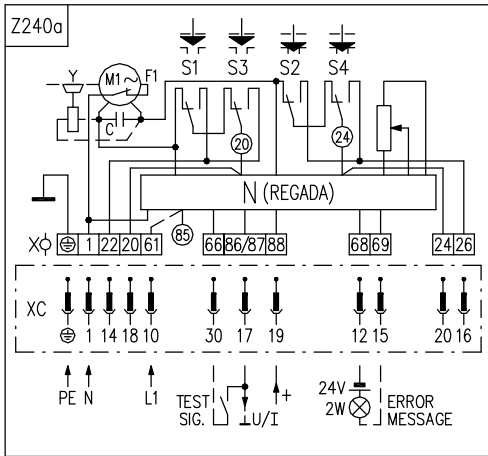 Z240a
S1 S3 S2 S4
Y M1 F1
C
20 24
N (REGADA)
X 1 22 20 61 85 66 86/87 88 68 69 24 26
XC
1 14 18 10 30 17 19 12 15 20 16
PE N L1 TEST SIG. U/I + 24V 2W ERROR MESSAGE